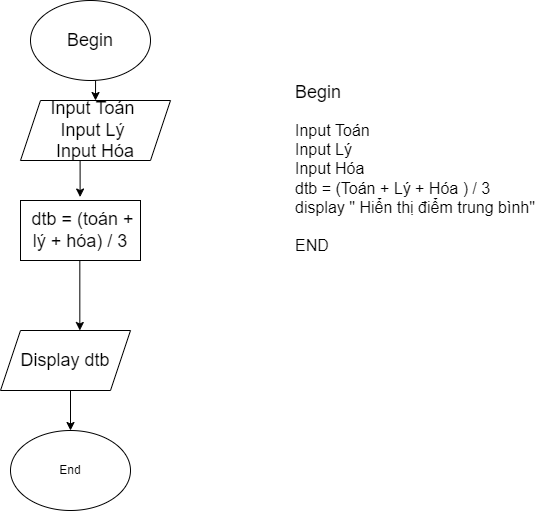 Begin
Input Toán
Input Lý
Input Hóa
dtb = (toán +
lý + hóa) / 3
Display dtb
End
Begin
Input Toán
Input Lý
Input Hóa
dtb = (Toán + Lý + Hóa ) / 3
display " Hiển thị điểm trung bình"
END